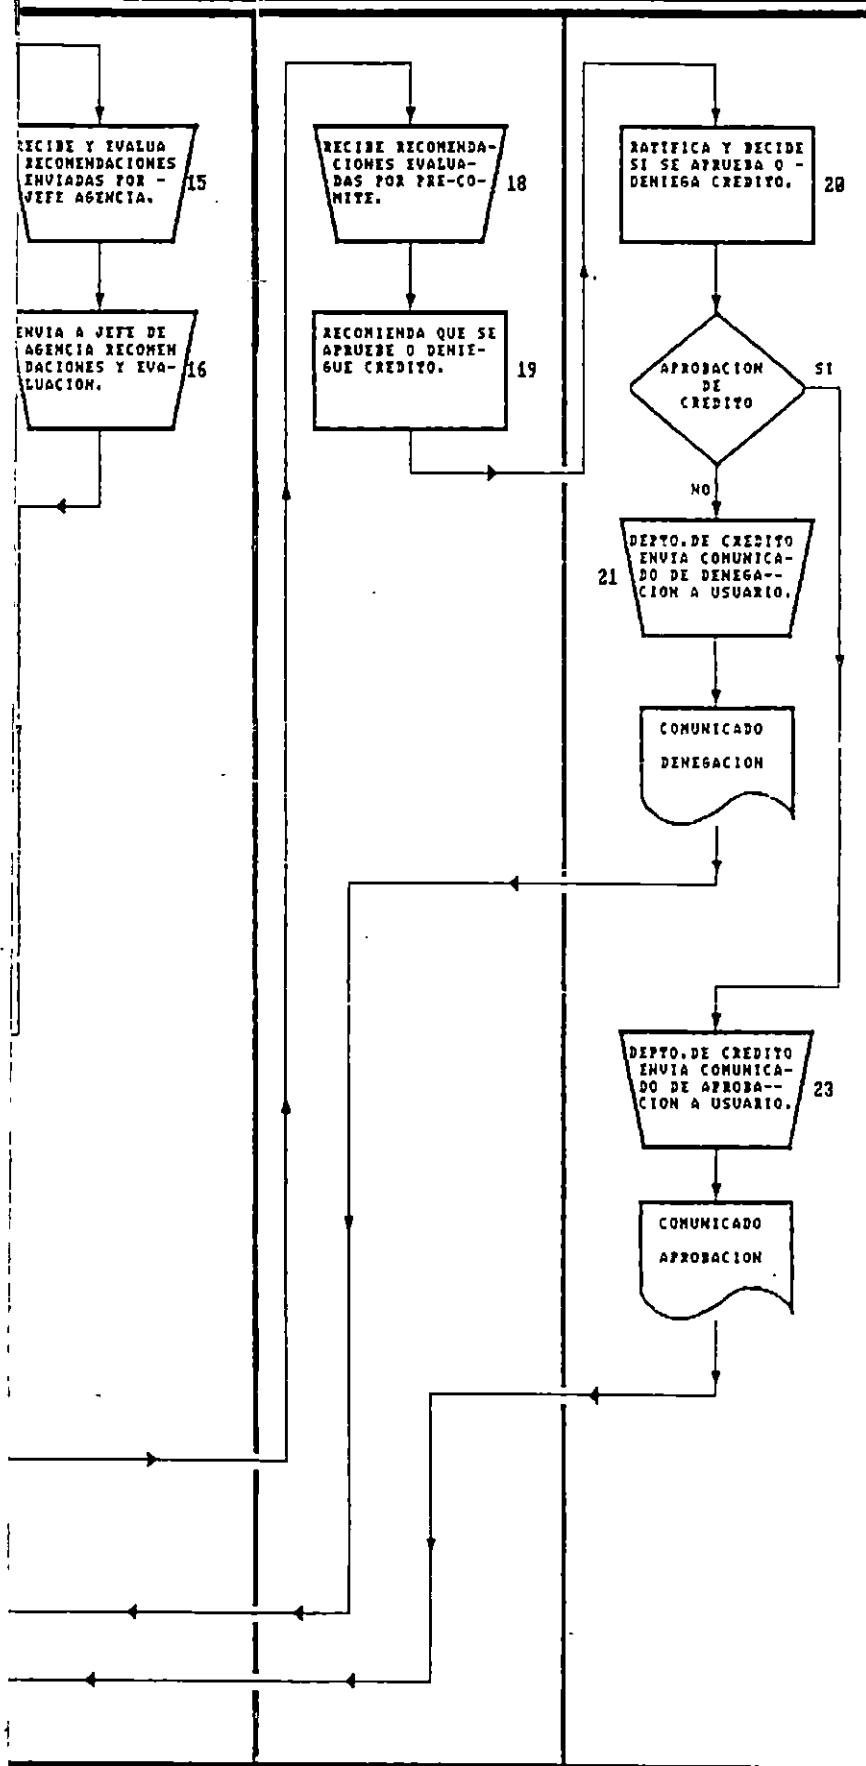 RECIBE Y EVALUA
RECOMENDACIONES
ENVIADAS POR -
JEFE AGENCIA.
15
ENVIA A JEFE DE
AGENCIA RECOMEN
DACIONES Y EVA-
LUACION.
16
RECIBE RECOMENDA-
CIONES EVALUA-
DAS POR PRE-CO-
MITE.
18
RECOMIENDA QUE SE
APRUEBE O DENIE-
GUE CREDITO.
19
RATIFICA Y DECIDE
SI SE APRUEBA O -
DENIEGA CREDITO.
20
APROBACION
DE
CREDITO
SI
NO
DEPTO.DE CREDITO
ENVIA COMUNICA-
DO DE DENEGA--
CION A USUARIO.
21
COMUNICADO
DENEGACION
DEPTO.DE CREDITO
ENVIA COMUNICA-
DO DE APROBA--
CION A USUARIO.
23
COMUNICADO
APROBACION